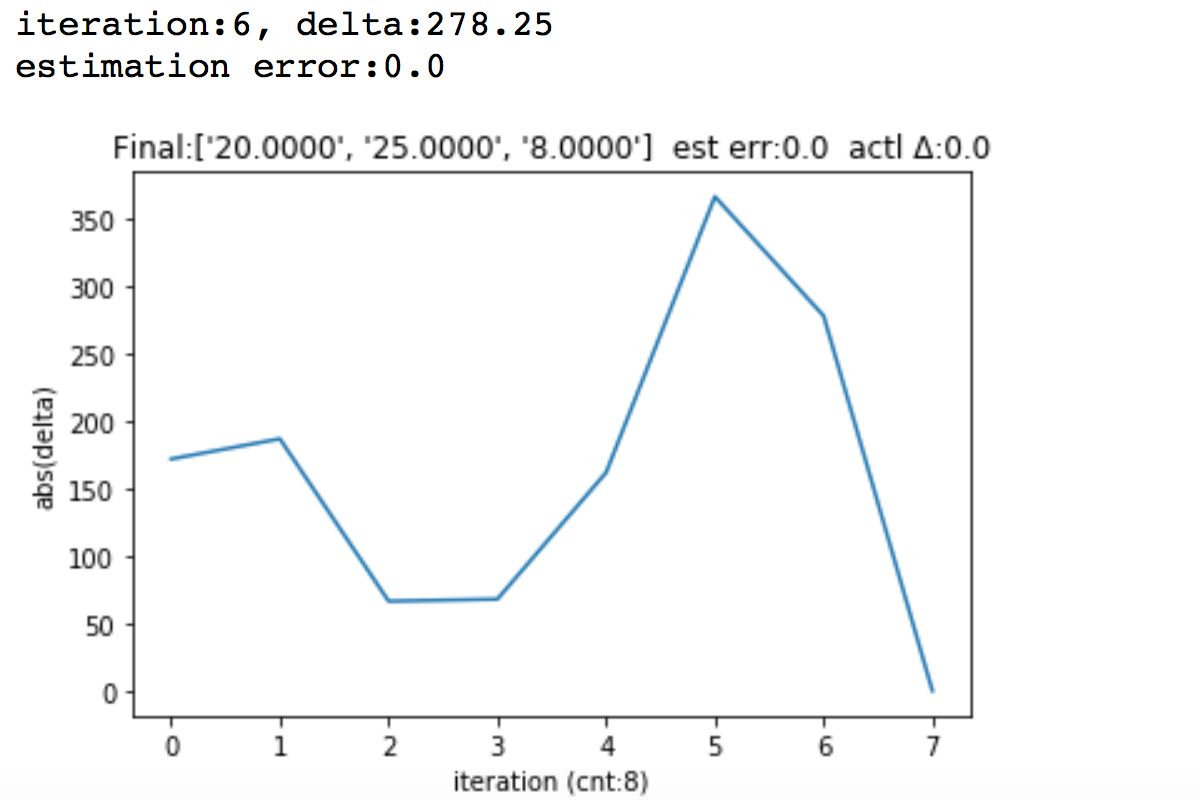 iteration:6, delta:278.25
estimation error:0.0
Final:['20.0000', '25.0000', '8.0000']  est err:0.0  actl Δ:0.0
350
300
250
200
150
100
50
0
abs(delta)
0 1 2 3 4 5 6 7
iteration (cnt:8)